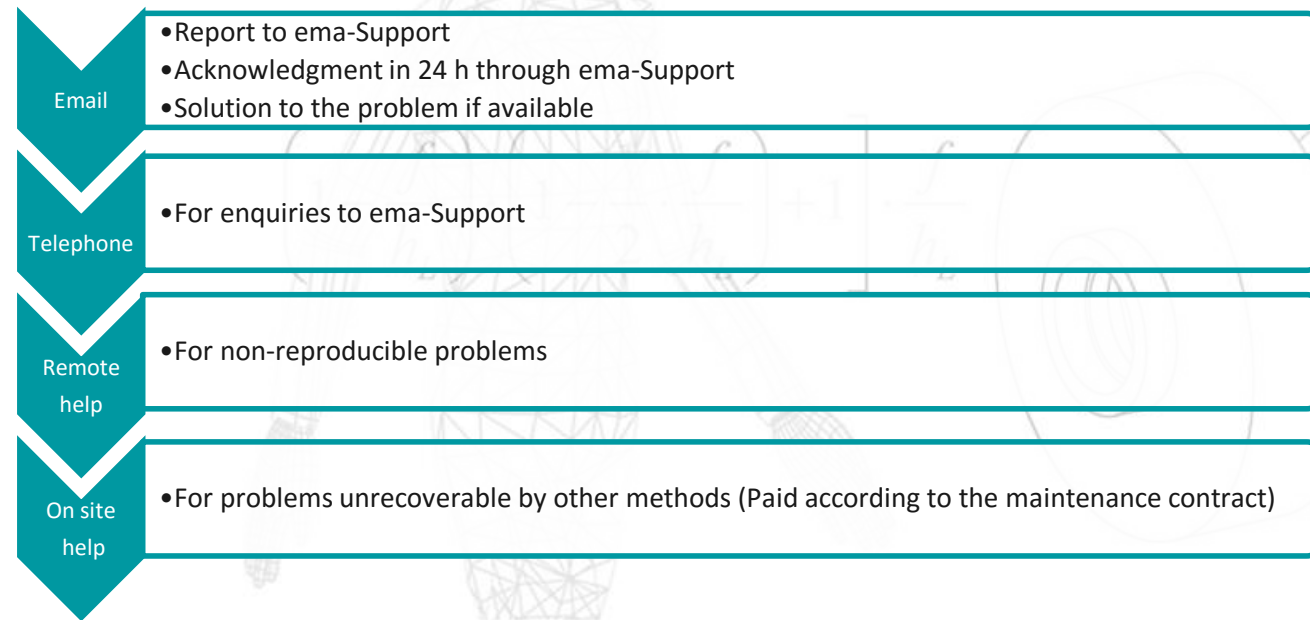 •Report to ema-Support
•Acknowledgment in 24 h through ema-Support
Email
•Solution to the problem if available
•For enquiries to ema-Support
Telephone
•For non-reproducible problems
Remote
help
•For problems unrecoverable by other methods (Paid according to the maintenance contract)
On site
help